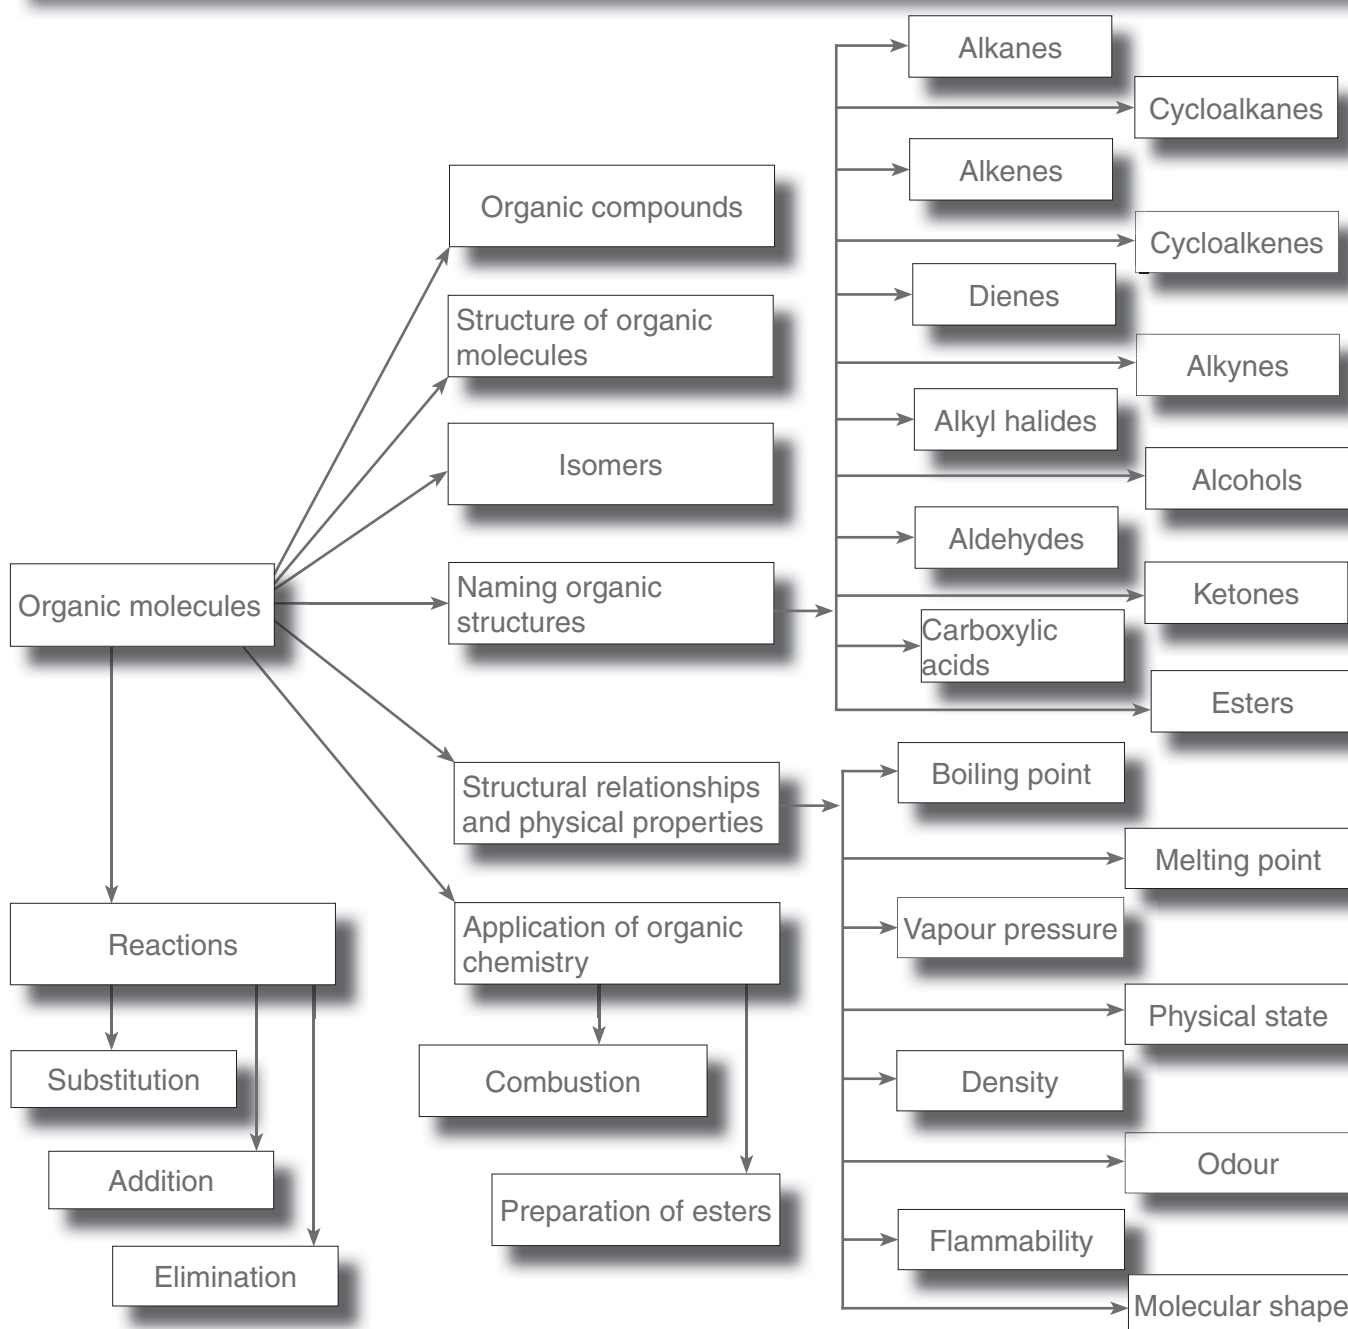 Alkanes
Cycloalkanes
Alkenes
Cycloalkenes
Dienes
Alkynes
Alkyl halides
Alcohols
Aldehydes
Ketones
Carboxylic
acids
Esters
Organic compounds
Structure of organic
molecules
Isomers
Naming organic
structures
Organic molecules
Structural relationships
and physical properties
Boiling point
Melting point
Vapour pressure
Physical state
Density
Odour
Flammability
Molecular shape
Application of organic
chemistry
Combustion
Preparation of esters
Reactions
Substitution
Addition
Elimination